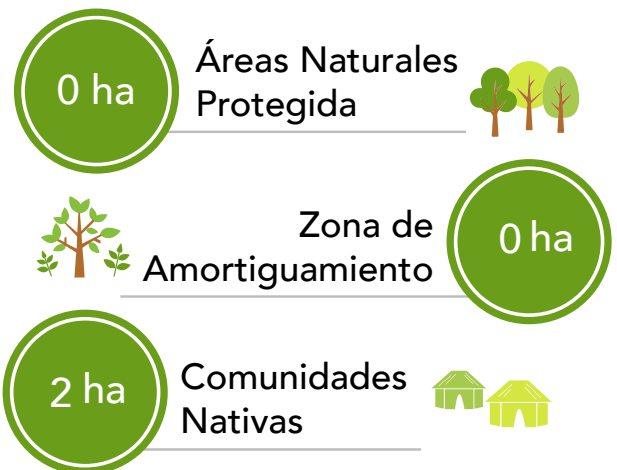 0 ha
Áreas Naturales
Protegida
Zona de
Amortiguamiento
0 ha
2 ha
Comunidades
Nativas